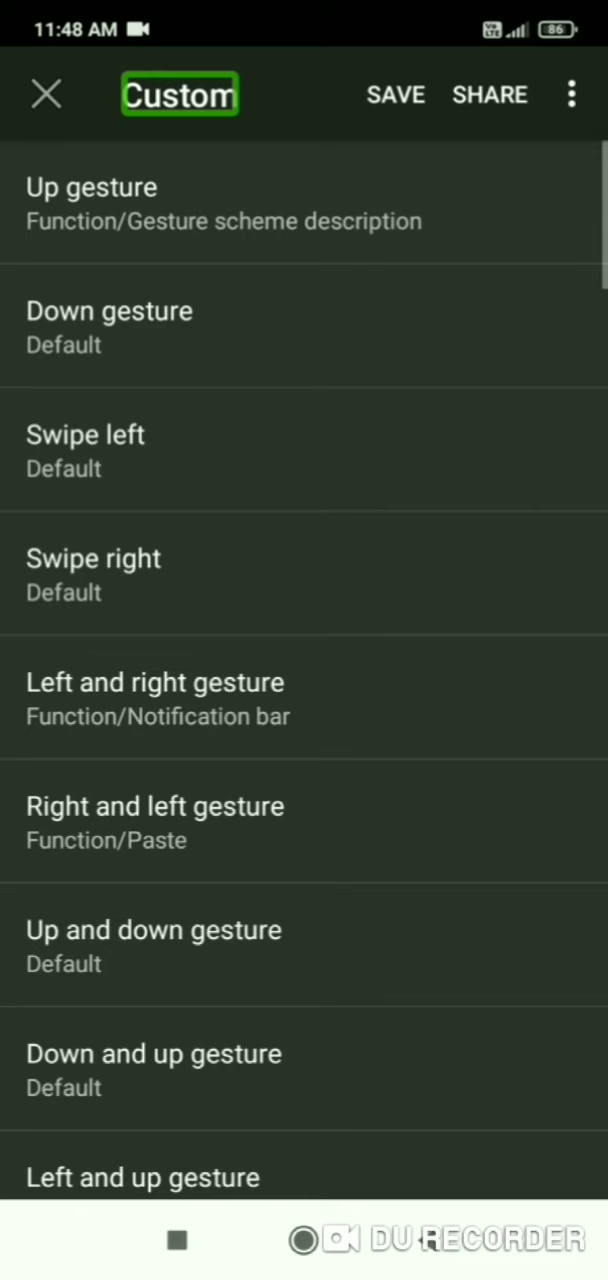 11:48 AM
Vo LTE 86
Custom SAVE SHARE
Up gesture
Function/Gesture scheme description
Down gesture
Default
Swipe left
Default
Swipe right
Default
Left and right gesture
Function/Notification bar
Right and left gesture
Function/Paste
Up and down gesture
Default
Down and up gesture
Default
Left and up gesture
DU RECORDER